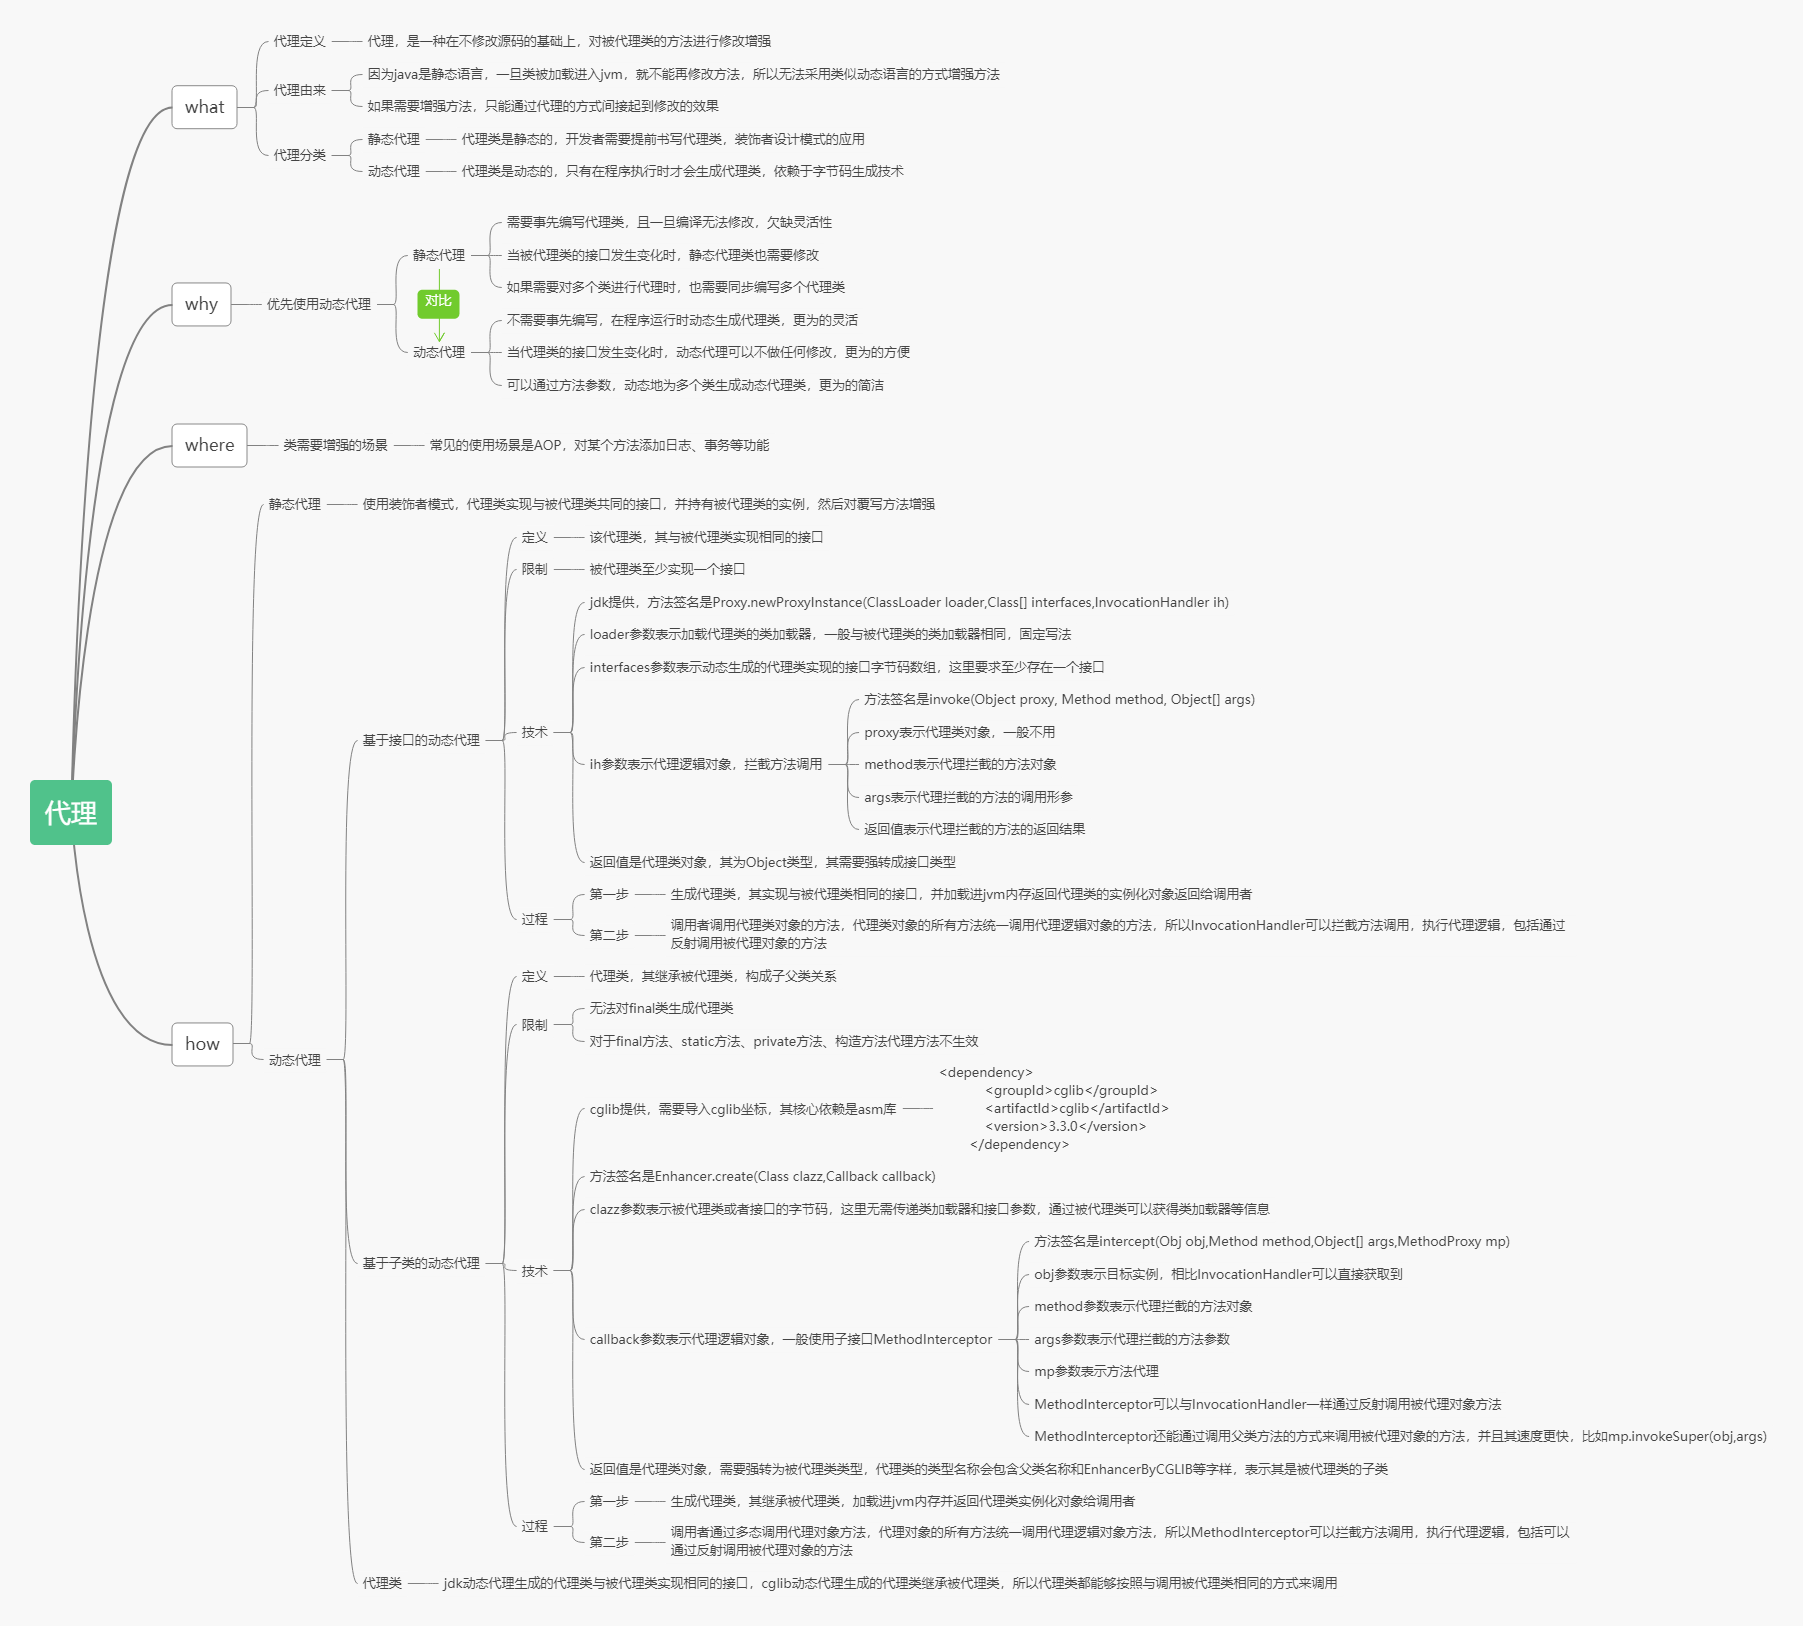 代理
what
代理定义
代理，是一种在不修改源码的基础上，对被代理类的方法进行修改增强
代理由来
因为java是静态语言，一旦类被加载进入jvm，就不能再修改方法，所以无法采用类似动态语言的方式增强方法
如果需要增强方法，只能通过代理的方式间接起到修改的效果
代理分类
静态代理
代理类是静态的，开发者需要提前书写代理类，装饰者设计模式的应用
动态代理
代理类是动态的，只有在程序执行时才会生成代理类，依赖于字节码生成技术
why
优先使用动态代理
静态代理
需要事先编写代理类，且一旦编译无法修改，欠缺灵活性
当被代理类的接口发生变化时，静态代理类也需要修改
如果需要对多个类进行代理时，也需要同步编写多个代理类
对比
动态代理
不需要事先编写，在程序运行时动态生成代理类，更为的灵活
当代理类的接口发生变化时，动态代理可以不做任何修改，更为的方便
可以通过方法参数，动态地为多个类生成动态代理类，更为的简洁
where
类需要增强的场景
常见的使用场景是AOP，对某个方法添加日志、事务等功能
how
静态代理
使用装饰者模式，代理类实现与被代理类共同的接口，并持有被代理类的实例，然后对覆写方法增强
动态代理
基于接口的动态代理
定义
该代理类，其与被代理类实现相同的接口
限制
被代理类至少实现一个接口
技术
jdk提供，方法签名是Proxy.newProxyInstance(ClassLoader loader,Class[] interfaces,InvocationHandler ih)
loader参数表示加载代理类的类加载器，一般与被代理类的类加载器相同，固定写法
interfaces参数表示动态生成的代理类实现的接口字节码数组，这里要求至少存在一个接口
ih参数表示代理逻辑对象，拦截方法调用
方法签名是invoke(Object proxy, Method method, Object[] args)
proxy表示代理类对象，一般不用
method表示代理拦截的方法对象
args表示代理拦截的方法的调用形参
返回值表示代理拦截的方法的返回结果
返回值是代理类对象，其为Object类型，其需要强转成接口类型
过程
第一步
生成代理类，其实现与被代理类相同的接口，并加载进jvm内存返回代理类的实例化对象返回给调用者
第二步
调用者调用代理类对象的方法，代理类对象的所有方法统一调用代理逻辑对象的方法，所以InvocationHandler可以拦截方法调用，执行代理逻辑，包括通过
反射调用被代理对象的方法
基于子类的动态代理
定义
代理类，其继承被代理类，构成子父类关系
限制
无法对final类生成代理类
对于final方法、static方法、private方法、构造方法代理方法不生效
技术
cglib提供，需要导入cglib坐标，其核心依赖是asm库
<dependency>
<groupId>cglib</groupId>
<artifactId>cglib</artifactId>
<version>3.3.0</version>
</dependency>
方法签名是Enhancer.create(Class clazz,Callback callback)
clazz参数表示被代理类或者接口的字节码，这里无需传递类加载器和接口参数，通过被代理类可以获得类加载器等信息
callback参数表示代理逻辑对象，一般使用子接口MethodInterceptor
方法签名是intercept(Obj obj,Method method,Object[] args,MethodProxy mp)
obj参数表示目标实例，相比InvocationHandler可以直接获取到
method参数表示代理拦截的方法对象
args参数表示代理拦截的方法参数
mp参数表示方法代理
MethodInterceptor可以与InvocationHandler一样通过反射调用被代理对象方法
MethodInterceptor还能通过调用父类方法的方式来调用被代理对象的方法，并且其速度更快，比如mp.invokeSuper(obj,args)
返回值是代理类对象，需要强转为被代理类类型，代理类的类型名称会包含父类名称和EnhancerByCGLIB等字样，表示其是被代理类的子类
过程
第一步
生成代理类，其继承被代理类，加载进jvm内存并返回代理类实例化对象给调用者
第二步
调用者通过多态调用代理对象方法，代理对象的所有方法统一调用代理逻辑对象方法，所以MethodInterceptor可以拦截方法调用，执行代理逻辑，包括可以
通过反射调用被代理对象的方法
代理类
jdk动态代理生成的代理类与被代理类实现相同的接口，cglib动态代理生成的代理类继承被代理类，所以代理类都能够按照与调用被代理类相同的方式来调用